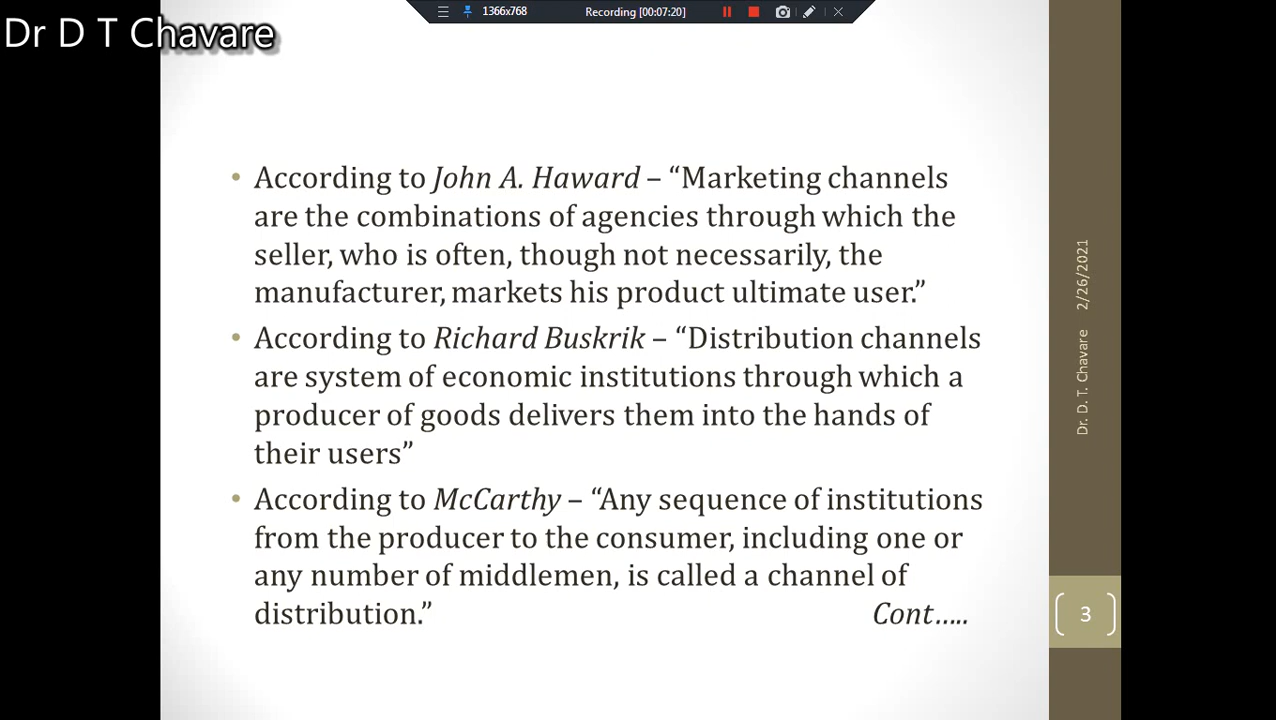 1366x768
Recording [00:07:20]
Dr D T Chavare
• According to John A. Haward – “Marketing channels
are the combinations of agencies through which the
seller, who is often, though not necessarily, the
manufacturer, markets his product ultimate user.”
• According to Richard Buskrik – “Distribution channels
are system of economic institutions through which a
producer of goods delivers them into the hands of
their users”
• According to McCarthy – “Any sequence of institutions
from the producer to the consumer, including one or
any number of middlemen, is called a channel of
distribution.” Cont…..
Dr. D. T. Chavare 2/26/2021
3